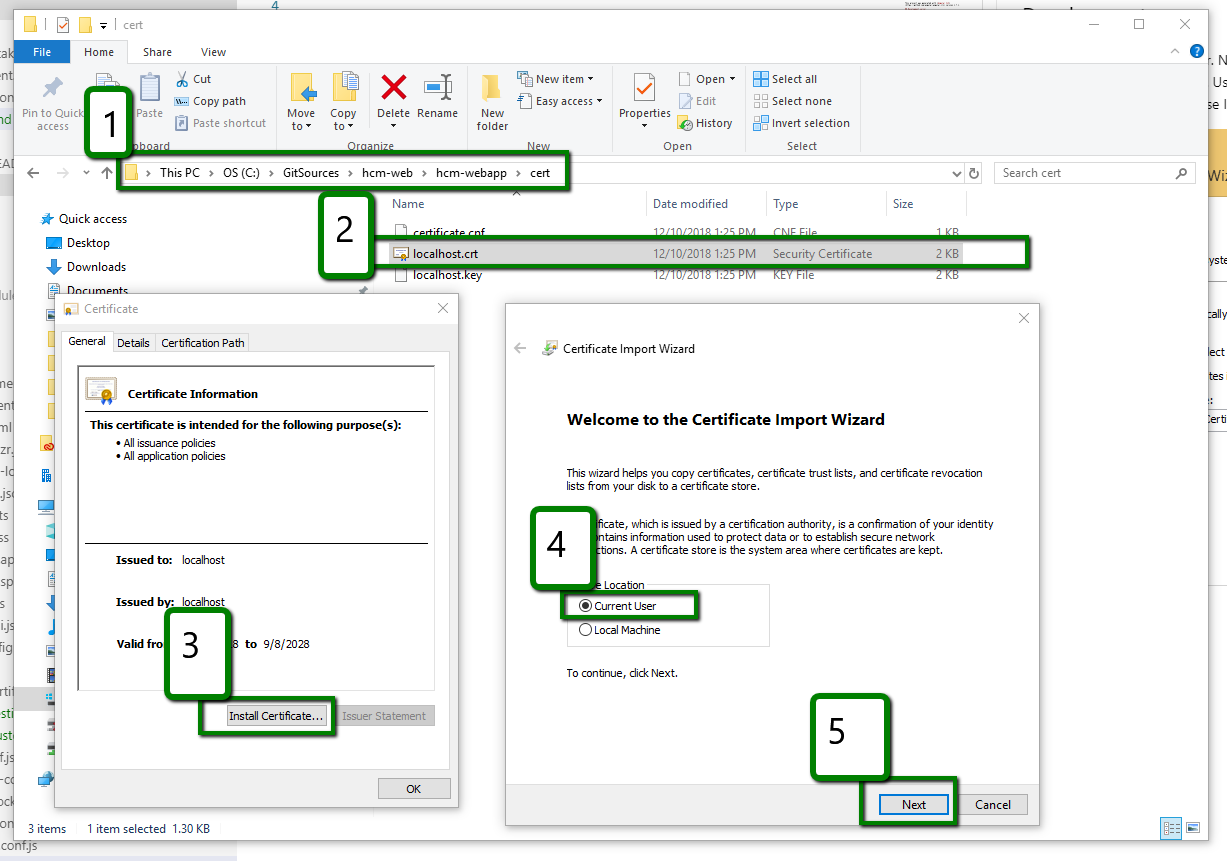 4
cert
File Home Share View
Pin to Quick access
Paste
Cut
Copy path
Paste shortcut
Move to
Copy to
Delete
Rename
Organize
New folder
New item
Easy access
New
Properties
Open
Edit
History
Open
Select all
Select none
Invert selection
Select
1
This PC > OS (C:) > GitSources > hcm-web > hcm-webapp > cert
Search cert
Name Date modified Type Size
certificate.cnf 12/10/2018 1:25 PM CNF File 1 KB
localhost.crt 12/10/2018 1:25 PM Security Certificate 2 KB
localhost.key 12/10/2018 1:25 PM KEY File 2 KB
2
Quick access
Desktop
Downloads
Documents
Certificate
General Details Certification Path
Certificate Information
This certificate is intended for the following purpose(s):
• All issuance policies
• All application policies
Issued to: localhost
Issued by: localhost
Valid from 8 to 9/8/2028
3
Install Certificate... Issuer Statement
OK
Certificate Import Wizard
Welcome to the Certificate Import Wizard
This wizard helps you copy certificates, certificate trust lists, and certificate revocation
lists from your disk to a certificate store.
ficate, which is issued by a certification authority, is a confirmation of your identity
ontains information used to protect data or to establish secure network
ctions. A certificate store is the system area where certificates are kept.
4
Location
Current User
Local Machine
To continue, click Next.
5
Next Cancel
3 items 1 item selected 1.30 KB
conf.js